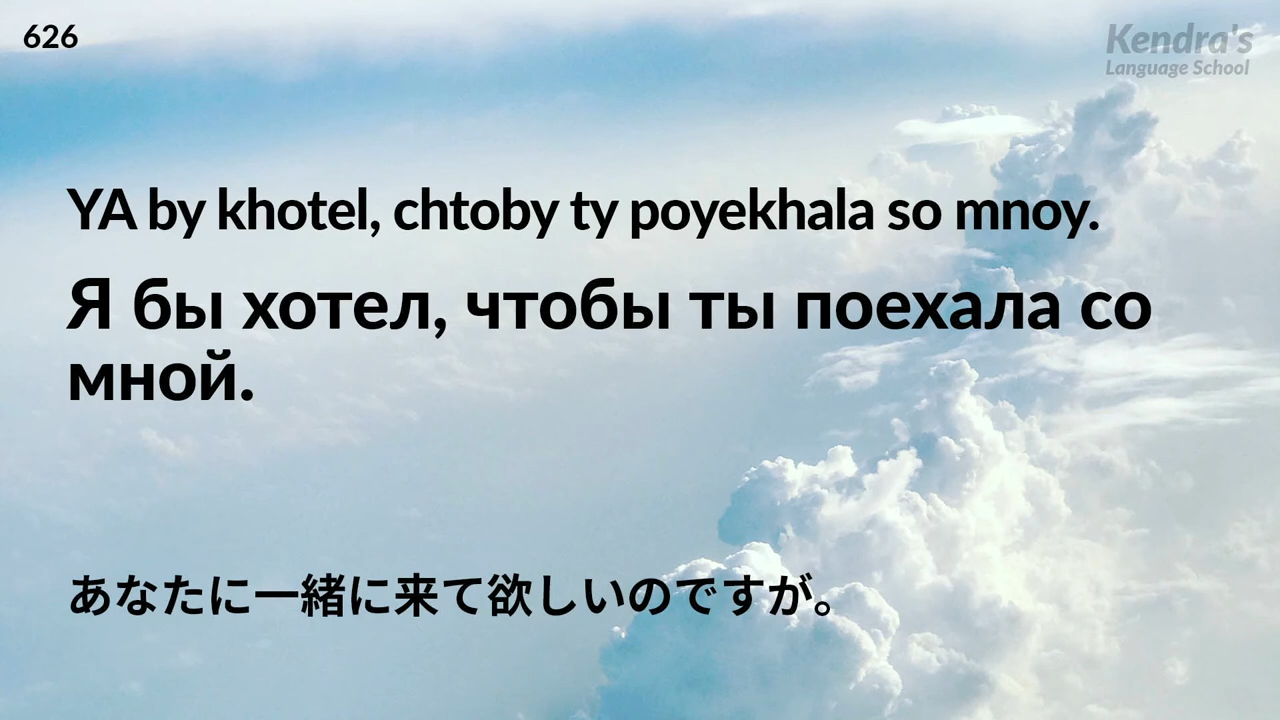 626
Kendra's
Language School
YA by khotel, chtoby ty poyekhala so mnoy.
Я бы хотел, чтобы ты поехала со
мной.
あなたに一緒に来て欲しいのですが。